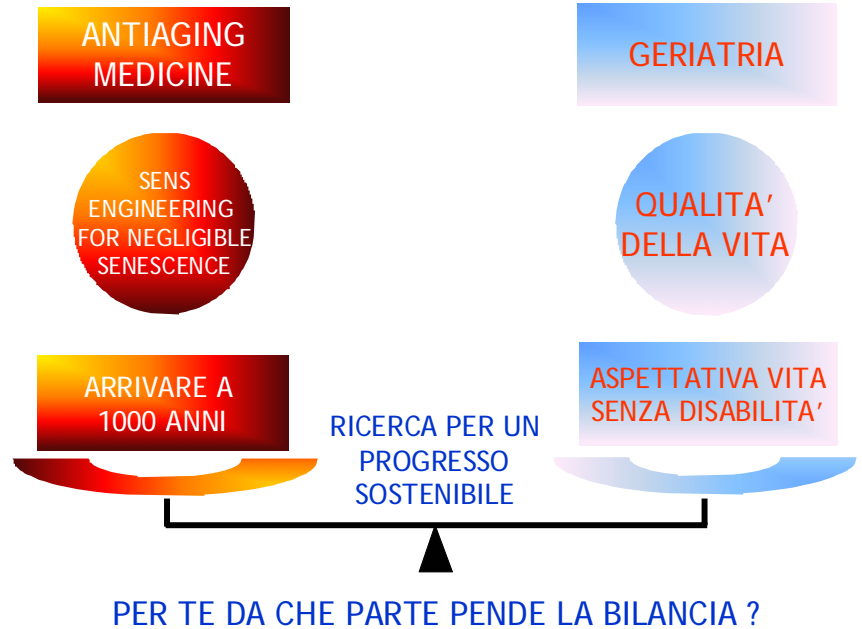 ANTIAGING
MEDICINE
GERIATRIA
SENS
ENGINEERING
FOR NEGLIGIBLE
SENESCENCE
QUALITA’
DELLA VITA
ARRIVARE A
1000 ANNI
ASPETTATIVA VITA
SENZA DISABILITA’
RICERCA PER UN
PROGRESSO
SOSTENIBILE
PER TE DA CHE PARTE PENDE LA BILANCIA ?